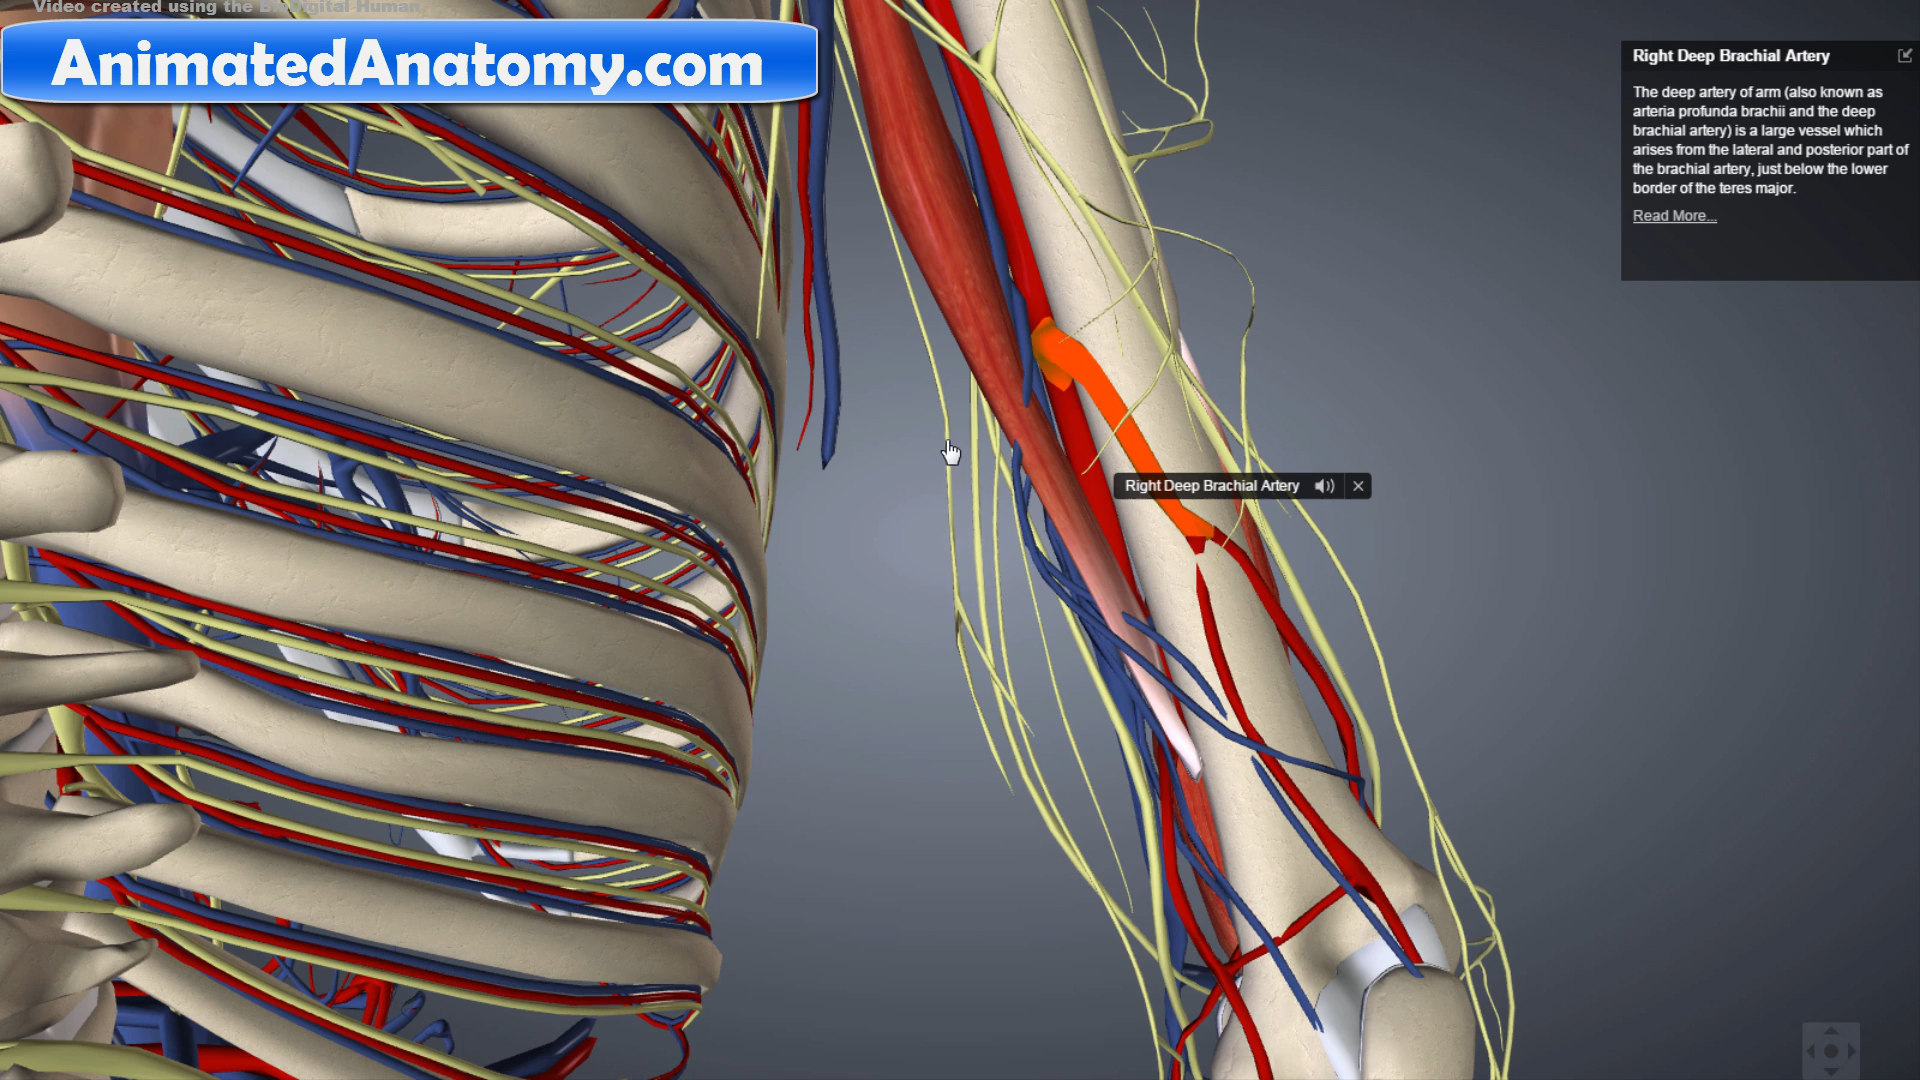 Video created using the BioDigital Human.
AnimatedAnatomy.com
Right Deep Brachial Artery
The deep artery of arm (also known as
arteria profunda brachii and the deep
brachial artery) is a large vessel which
arises from the lateral and posterior part of
the brachial artery, just below the lower
border of the teres major.
Read More...
Right Deep Brachial Artery